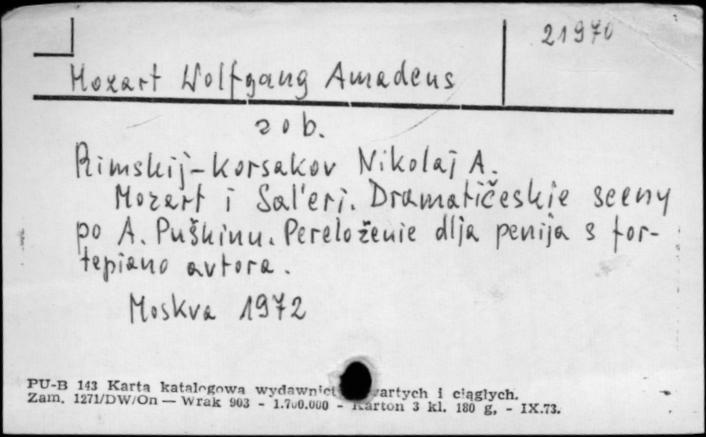 21970
Mozart Wolfgang Amadeus
zob.
Rimskij-Korsakov Nikolaj A.
Mozart i Sal'eri. Dramatičeskie sceny
po A. Puškinu. Pereloženie dlja penija s for-
tepiano avtora.
Moskva 1972
PU-B 143 Karta katalogowa wydawnict zwartych i ciągłych.
Zam. 1271/DW/On — Wrak 903 - 1.700.000 - Karton 3 kl. 180 g, - IX.73.